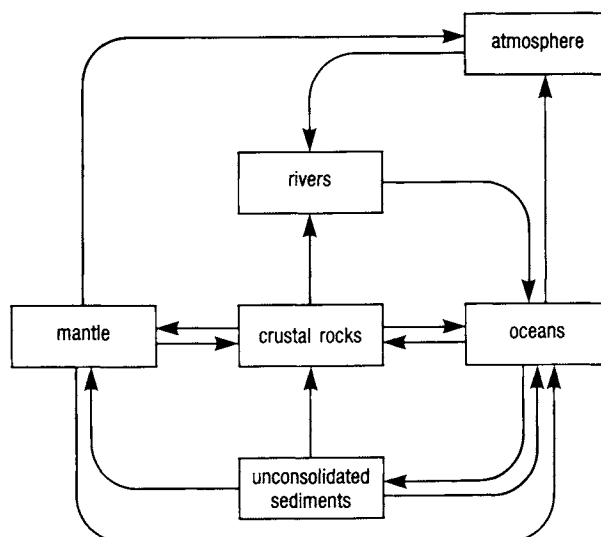 atmosphere
rivers
mantle
crustal rocks
oceans
unconsolidated
sediments